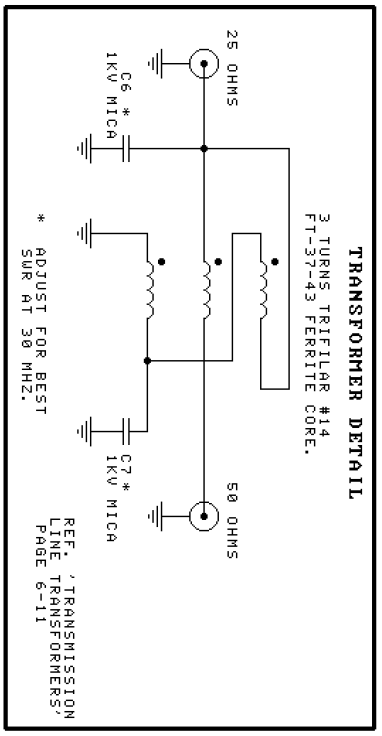 TRANSFORMER DETAIL
3 TURNS TRIFILAR #14
FT-37-43 FERRITE CORE.
25 OHMS
50 OHMS
C6 *
1KV MICA
C7 *
1KV MICA
* ADJUST FOR BEST
SWR AT 30 MHZ.
REF. 'TRANSMISSION
LINE TRANSFORMERS'
PAGE 6-11